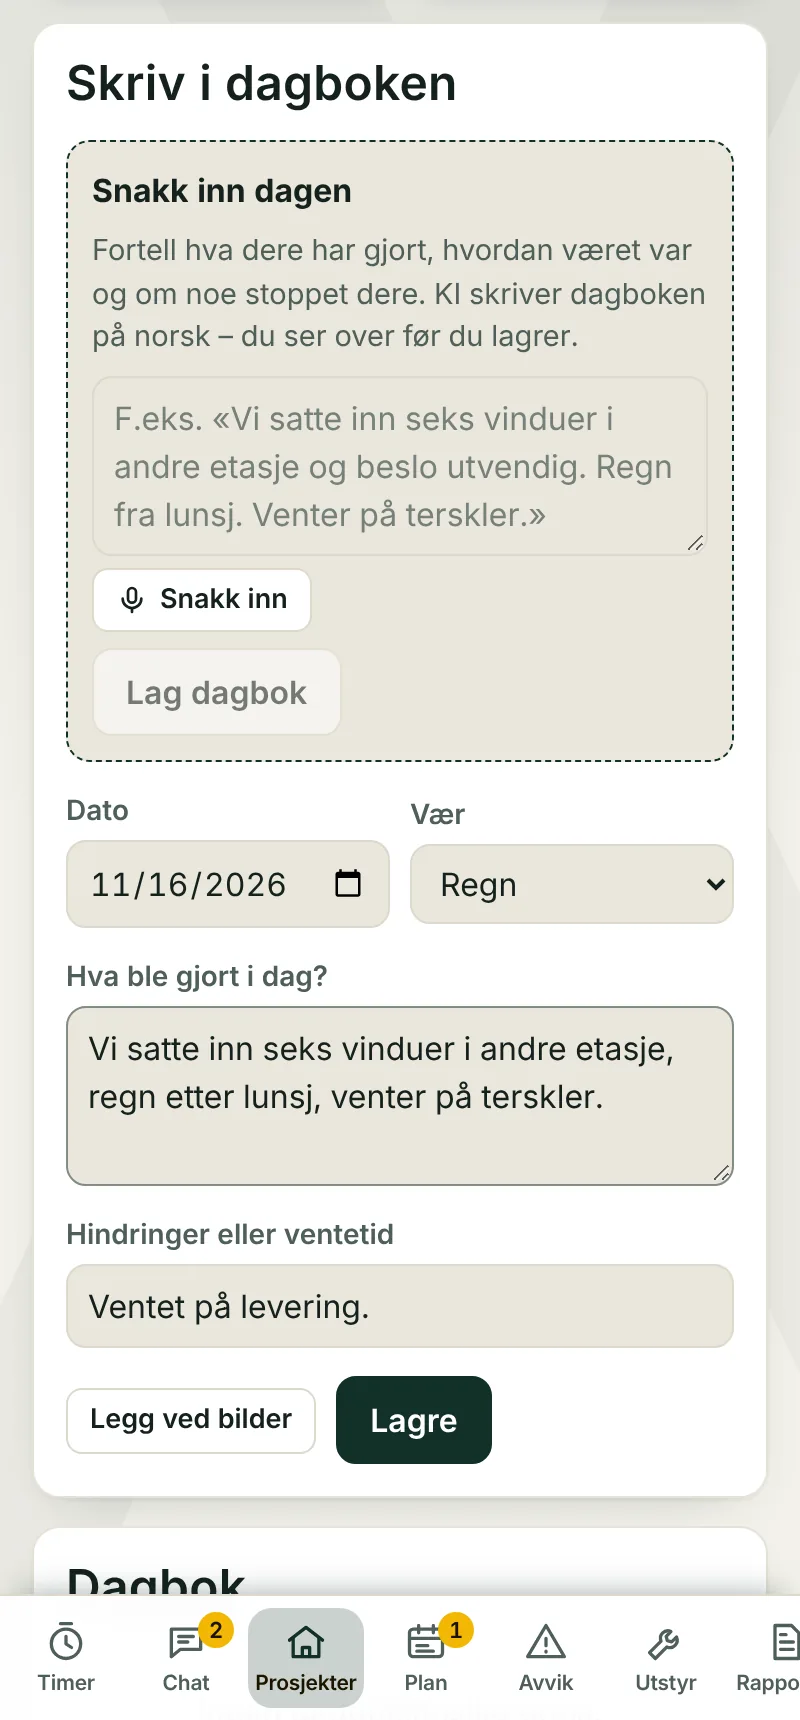 Skriv i dagboken
Snakk inn dagen
Fortell hva dere har gjort, hvordan været var
og om noe stoppet dere. KI skriver dagboken
på norsk – du ser over før du lagrer.
F.eks. «Vi satte inn seks vinduer i
andre etasje og beslo utvendig. Regn
fra lunsj. Venter på terskler.»
Snakk inn
Lag dagbok
Dato
Vær
11/16/2026
Regn
Hva ble gjort i dag?
Vi satte inn seks vinduer i andre etasje,
regn etter lunsj, venter på terskler.
Hindringer eller ventetid
Ventet på levering.
Legg ved bilder
Lagre
Dagbok
2
1
Timer
Chat
Prosjekter
Plan
Avvik
Utstyr
Rappo